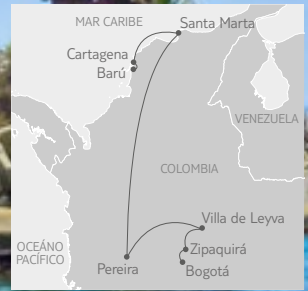 MAR CARIBE
Santa Marta
Cartagena
Barú
VENEZUELA
COLOMBIA
Villa de Leyva
OCEÁNO
PACÍFICO
Zipaquirá
Pereira
Bogotá